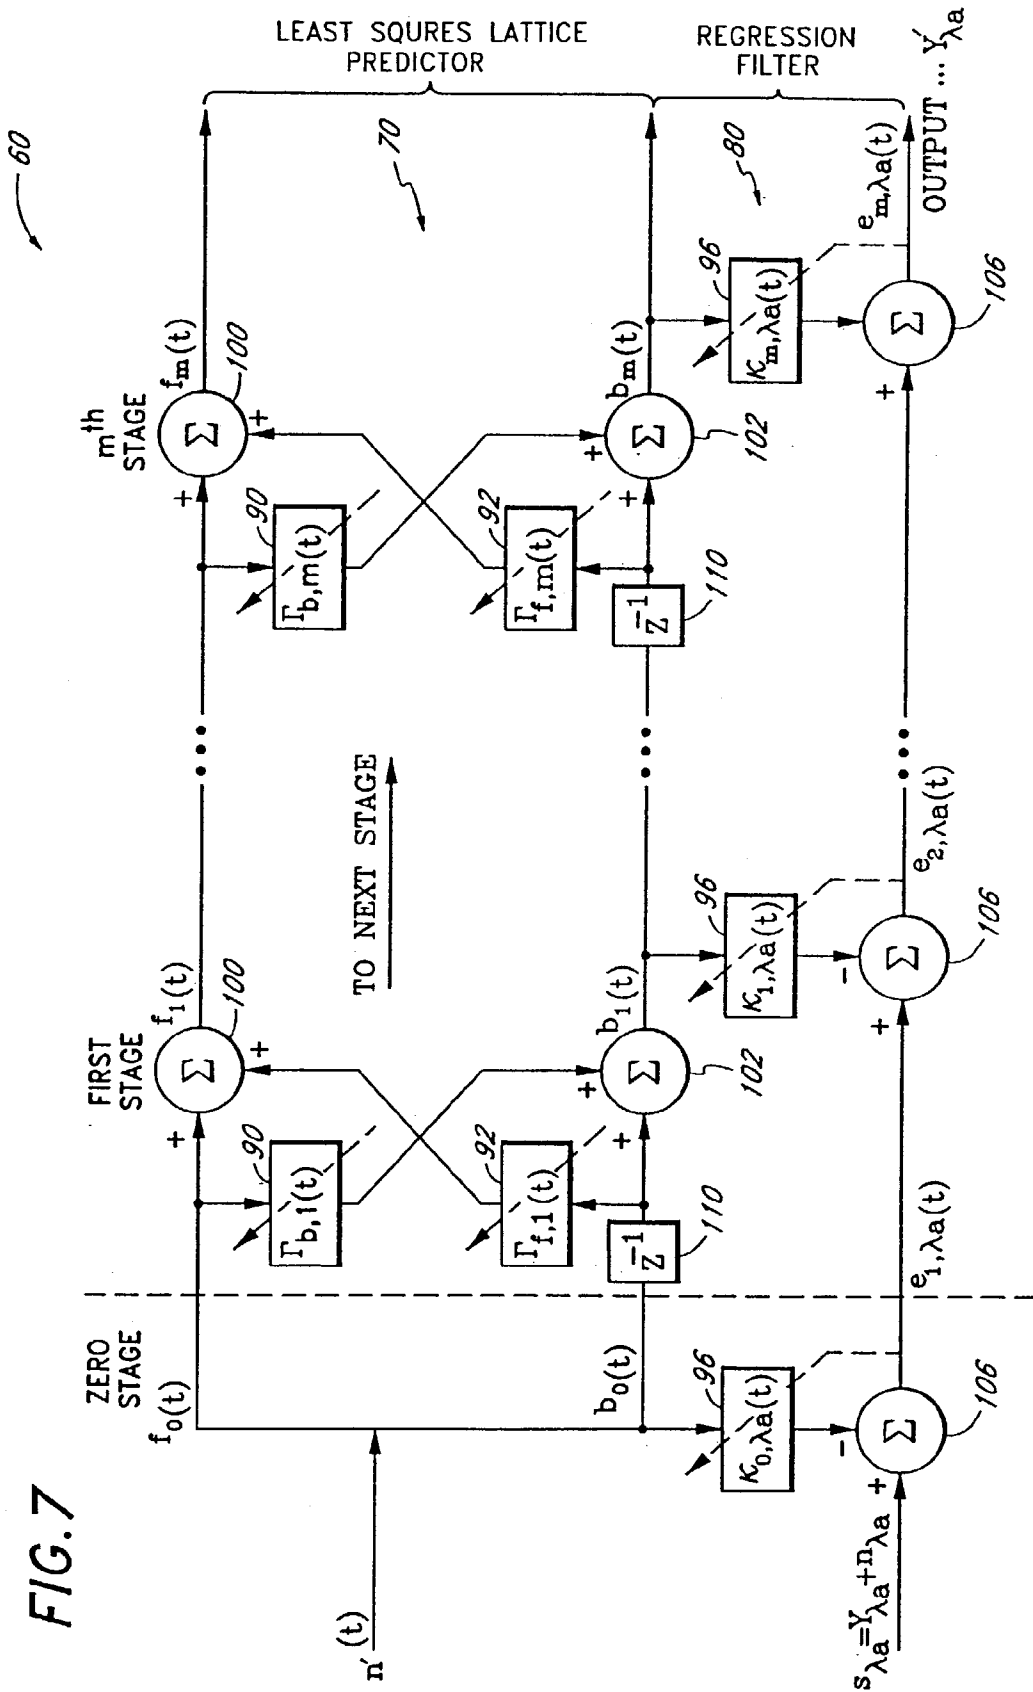 FIG. 7
60
LEAST SQURES LATTICE
PREDICTOR
REGRESSION
FILTER
70
80
ZERO
STAGE
FIRST
STAGE
mth
STAGE
f0(t)
f1(t)
100
fm(t)
100
+
+
+
+
90
Γb,1(t)
90
Γb,m(t)
n′(t)
TO NEXT STAGE
92
Γf,1(t)
92
Γf,m(t)
b0(t)
Z−1
110
+
+
Σ
Σ
b1(t)
102
Z−1
110
+
+
Σ
Σ
bm(t)
102
96
κ0,λa(t)
96
κ1,λa(t)
96
κm,λa(t)
sλa=Yλa+nλa
+
−
Σ
106
e1,λa(t)
+
−
Σ
106
e2,λa(t)
+
Σ
106
em,λa(t)
OUTPUT ... Y′λa